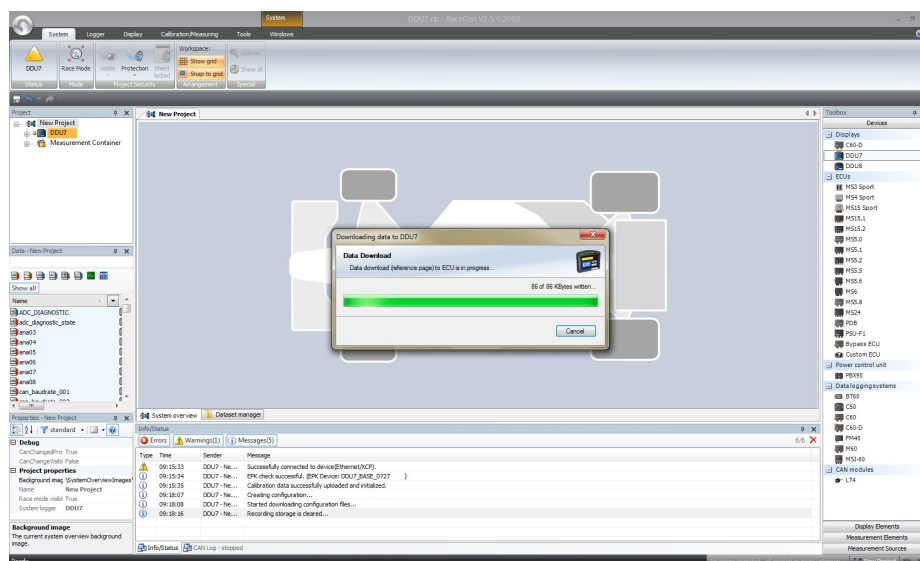 System
DDU7.rlp - RaceCon V2.5.0.2002
System Logger Display Calibration/Measuring Tools Windows
DDU7
Race Mode
visible
Protection
Sheet locked
Workspace:
Show grid
Snap to grid
License
Show all
Status Mode Project Security Arrangement Special
Project
New Project
DDU7
Measurement Container
New Project
Data - New Project
Show all
Name
ADC_DIAGNOSTIC
adc_diagnostic_state
ana03
ana04
ana05
ana06
ana07
ana08
can_baudrate_001
Properties - New Project
standard
Debug
CanChangedPro True
CanChangeVisibl False
Project properties
Background imag \SystemOverviewImages\
Name New Project
Race mode visibl True
System logger DDU7
Background image
The current system overview background
image.
Downloading data to DDU7
Data Download
Data download (reference page) to ECU is in progress...
86 of 86 KBytes written...
Cancel
System overview Dataset manager
Info/Status
Errors Warnings(1) Messages(5) 6/6
Type Time Sender Message
09:15:33 DDU7 - Ne... Successfully connected to device(Ethernet/XCP).
09:15:34 DDU7 - Ne... EPK check successful. (EPK Device: DDU7_BASE_0727 )
09:15:35 DDU7 - Ne... Calibration data successfully uploaded and initialized.
09:18:07 DDU7 - Ne... Creating configuration...
09:18:08 DDU7 - Ne... Started downloading configuration files...
09:18:16 DDU7 - Ne... Recording storage is cleared...
Info/Status CAN Log - stopped
Toolbox
Devices
Displays
C60-D
DDU7
DDU8
ECUs
MS3 Sport
MS4 Sport
MS15 Sport
MS15.1
MS15.2
MS5.0
MS5.1
MS5.2
MS5.5
MS5.6
MS6
MS5.8
MS24
PDB
PSU-F1
Bypass ECU
Custom ECU
Power control unit
PBX90
Dataloggingsystems
BT60
C50
C60
C60-D
FM40
M60
MSI-60
CAN modules
LT4
Display Elements
Measurement Elements
Measurement Sources